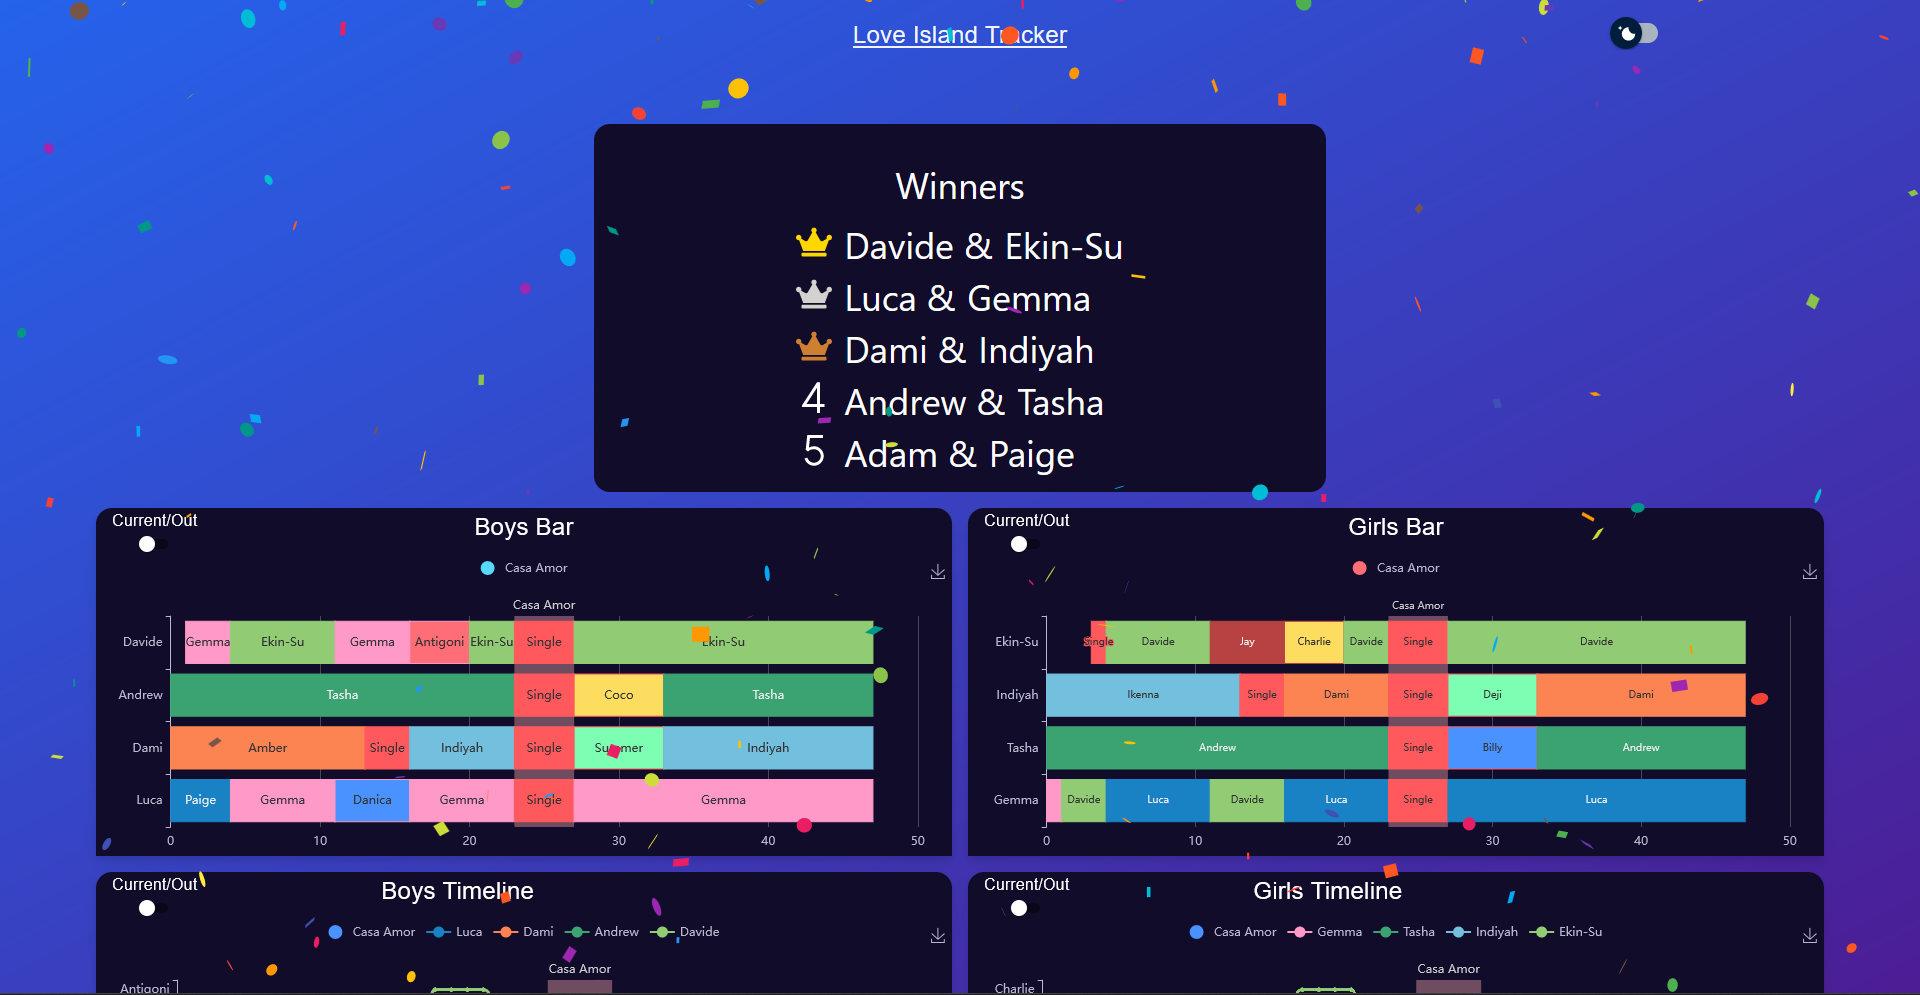 Love Island Tracker
Winners
Davide & Ekin-Su
Luca & Gemma
Dami & Indiyah
4 Andrew & Tasha
5 Adam & Paige
Current/Out
Boys Bar
Casa Amor
Casa Amor
Davide Gemma Ekin-Su Gemma Antigoni Ekin-Su Single Ekin-Su
Andrew Tasha Single Coco Tasha
Dami Amber Single Indiyah Single Summer Indiyah
Luca Paige Gemma Danica Gemma Single Gemma
0 10 20 30 40 50
Current/Out
Girls Bar
Casa Amor
Casa Amor
Ekin-Su Single Davide Jay Charlie Davide Single Davide
Indiyah Ikenna Single Dami Single Deji Dami
Tasha Andrew Single Billy Andrew
Gemma Davide Luca Davide Luca Single Luca
0 10 20 30 40 50
Current/Out
Boys Timeline
Casa Amor Luca Dami Andrew Davide
Casa Amor
Antigoni
Current/Out
Girls Timeline
Casa Amor Gemma Tasha Indiyah Ekin-Su
Casa Amor
Charlie